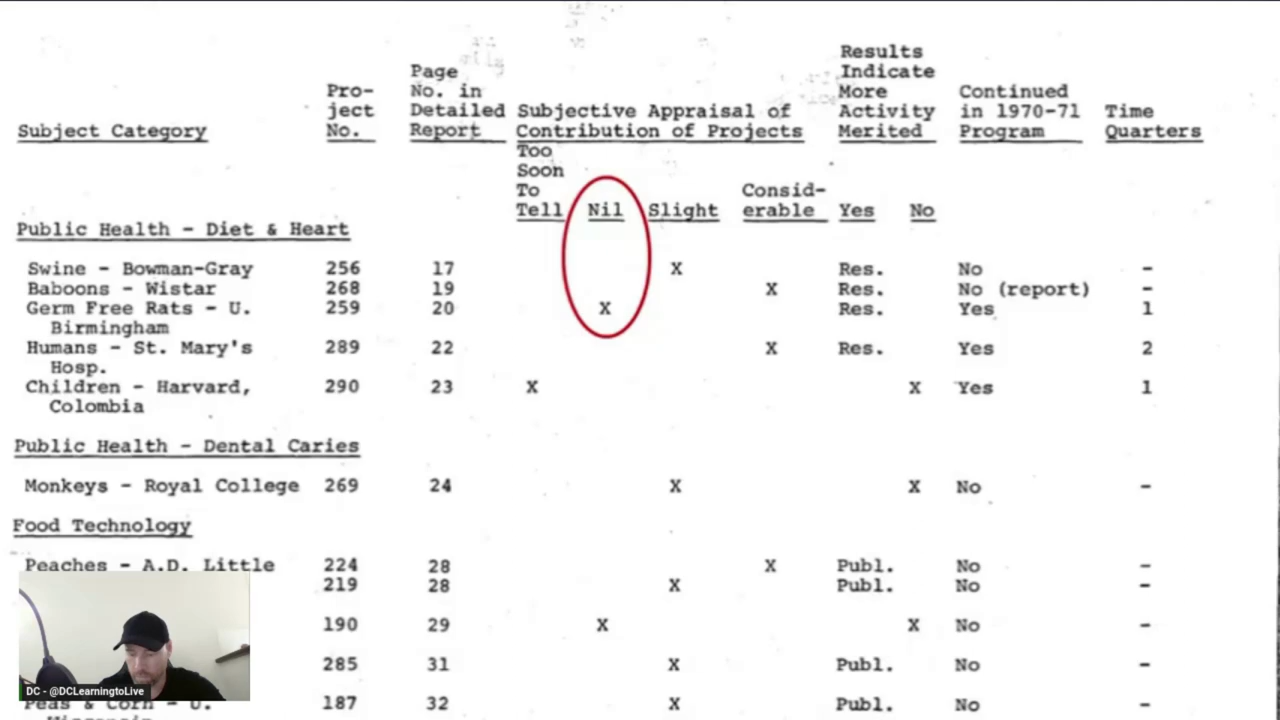 Results
Page Indicate
Pro- No. in More Continued
ject Detailed Subjective Appraisal of Activity in 1970-71 Time
Subject Category No. Report Contribution of Projects Merited Program Quarters
Too
Soon
To Consid-
Tell Nil Slight erable Yes No
Public Health - Diet & Heart
Swine - Bowman-Gray 256 17 X Res. No -
Baboons - Wistar 268 19 X Res. No (report) -
Germ Free Rats - U. 259 20 X Res. Yes 1
Birmingham
Humans - St. Mary's 289 22 X Res. Yes 2
Hosp.
Children - Harvard, 290 23 X X Yes 1
Colombia
Public Health - Dental Caries
Monkeys - Royal College 269 24 X X No -
Food Technology
Peaches - A.D. Little 224 28 X Publ. No -
219 28 X Publ. No -
190 29 X X No -
285 31 X Publ. No -
Peas & Corn - U. 187 32 X Publ. No -
DC - @DCLearningtoLive